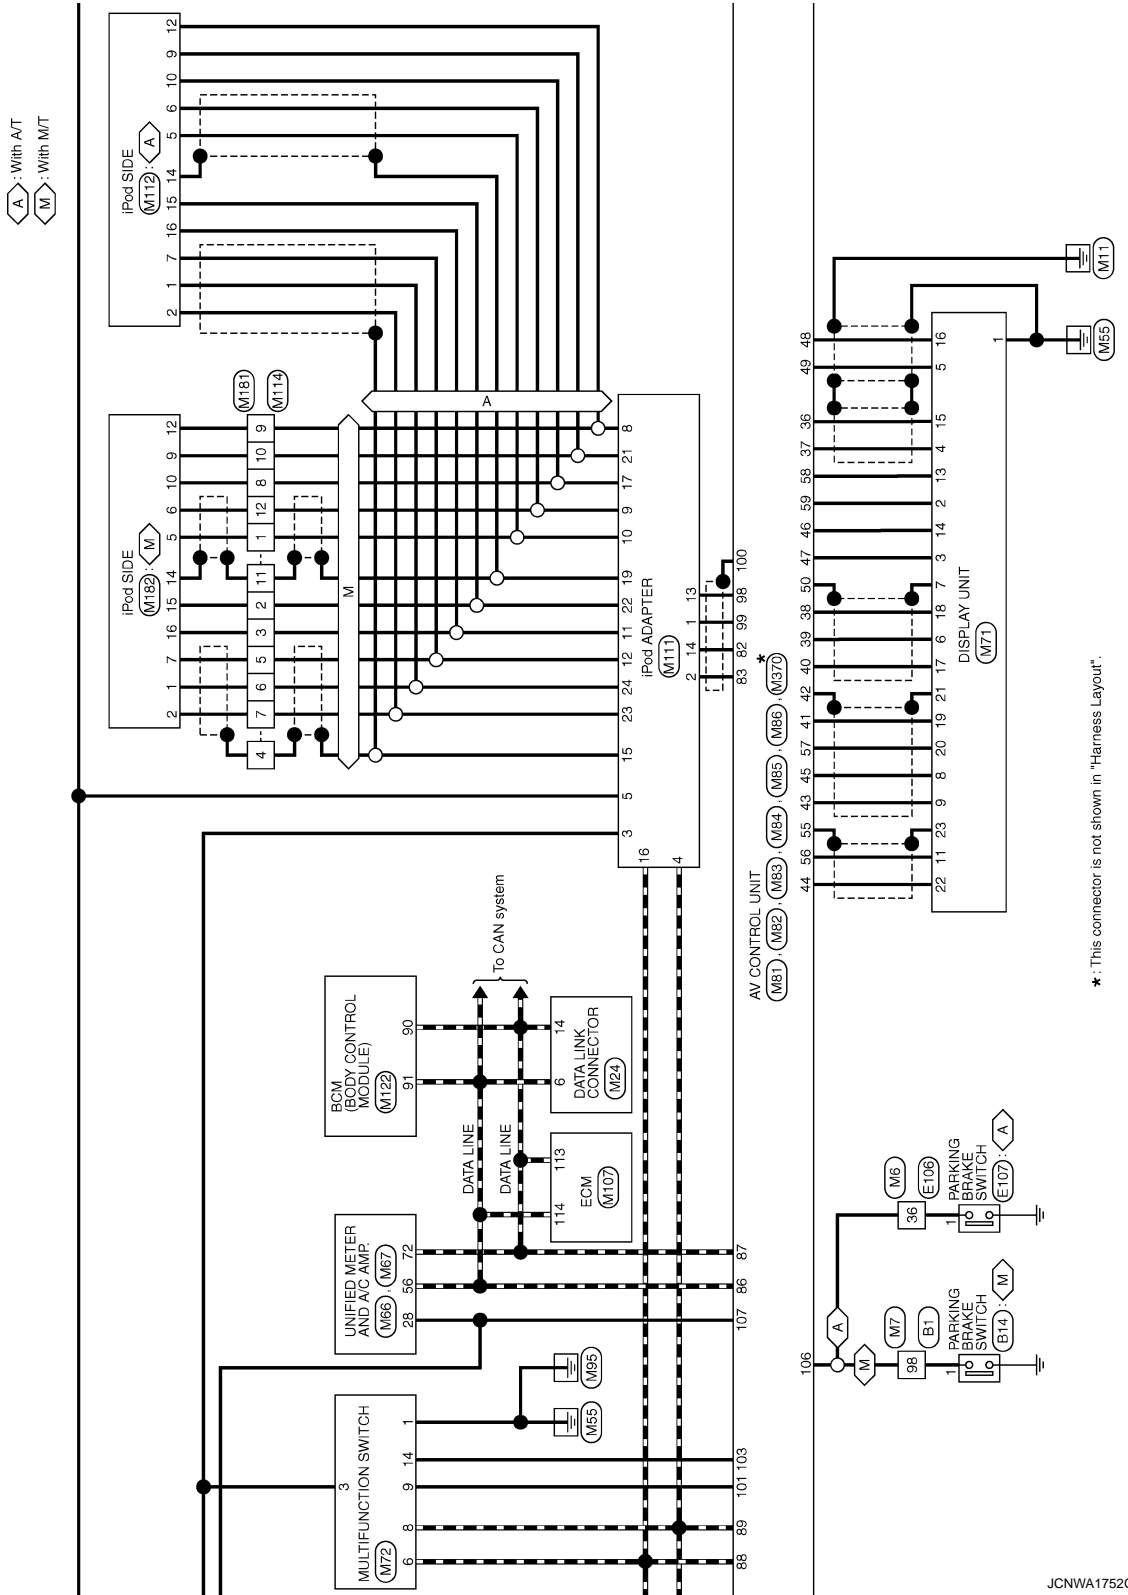 A : With A/T
M : With M/T
iPod SIDE
M112 : A
2 1 7 16 15 14 5 6 10 9 12
iPod SIDE
M182 : M
2 1 7 16 15 14 5 6 10 9 12
M181
M114
4 7 6 5 3 2 11 1 12 8 10 9
M
A
3 5 15 23 24 12 11 22 19 10 9 17 21 8
iPod ADAPTER
M111
16 4
2 14 1 13
83 82 99 98 100
BCM
(BODY CONTROL
MODULE)
M122
91 90
To CAN system
DATA LINE
DATA LINE
6 14
DATA LINK
CONNECTOR
M24
114 113
ECM
M107
UNIFIED METER
AND A/C AMP.
M66 , M67
28 56 72
107 86 87
MULTIFUNCTION SWITCH
M72
3
6 8 9 14 1
M55
M95
88 89 101 103
AV CONTROL UNIT
M81 , M82 , M83 , M84 , M85 , M86 , M370 *
44 56 55 43 45 57 41 42 40 39 38 50 47 46 59 58 37 36 49 48
22 11 23 9 8 20 19 21 17 6 18 7 3 14 2 13 4 15 5 16
1
DISPLAY UNIT
M71
M55
M11
106
A
M
M7
98
B1
1
PARKING
BRAKE
SWITCH
B14 : M
M6
36
E106
1
PARKING
BRAKE
SWITCH
E107 : A
* : This connector is not shown in "Harness Layout".